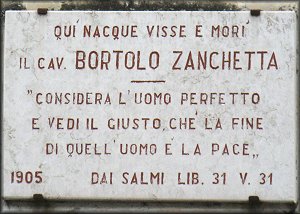 QUI' NACQUE VISSE E MORI'
IL CAV. BORTOLO ZANCHETTA
"CONSIDERA L'UOMO PERFETTO
E VEDI IL GIUSTO, CHE' LA FINE
DI QUELL'UOMO E LA PACE„
1905 DAI SALMI LIB. 31 V. 31